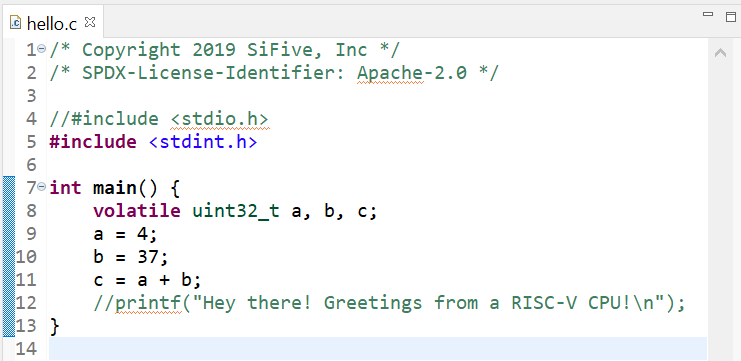 hello.c
1 /* Copyright 2019 SiFive, Inc */
2 /* SPDX-License-Identifier: Apache-2.0 */
3
4 //#include <stdio.h>
5 #include <stdint.h>
6
7 int main() {
8     volatile uint32_t a, b, c;
9     a = 4;
10     b = 37;
11     c = a + b;
12     //printf("Hey there! Greetings from a RISC-V CPU!\n");
13 }
14